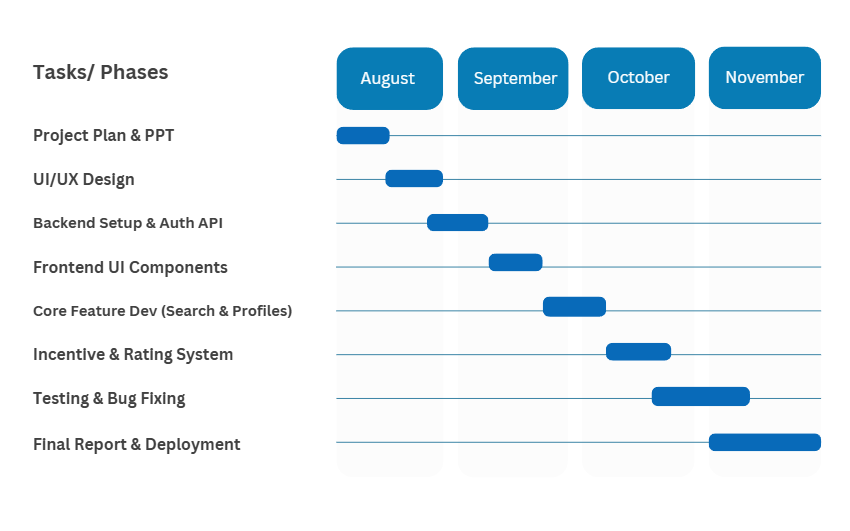 Tasks/ Phases
August
September
October
November
Project Plan & PPT
UI/UX Design
Backend Setup & Auth API
Frontend UI Components
Core Feature Dev (Search & Profiles)
Incentive & Rating System
Testing & Bug Fixing
Final Report & Deployment